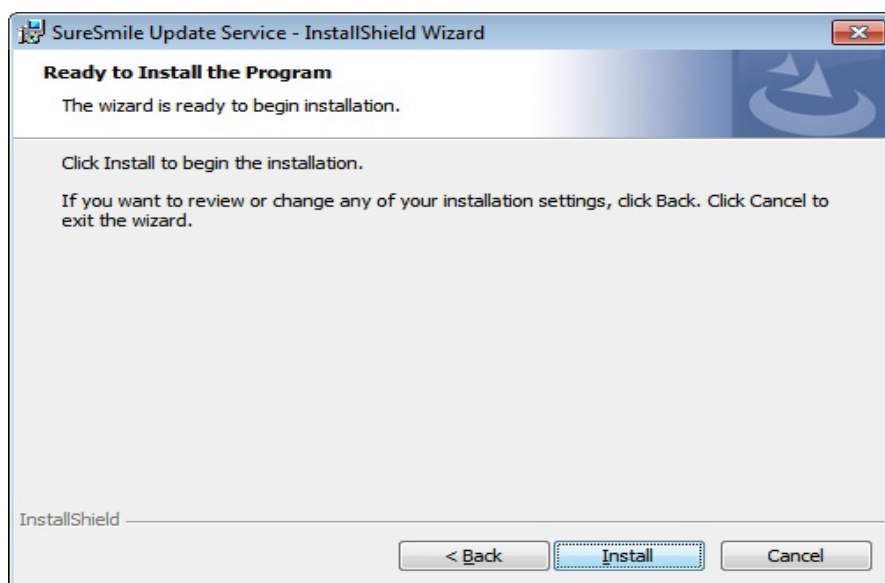 SureSmile Update Service - InstallShield Wizard
Ready to Install the Program
The wizard is ready to begin installation.
Click Install to begin the installation.
If you want to review or change any of your installation settings, click Back. Click Cancel to
exit the wizard.
InstallShield
< Back
Install
Cancel